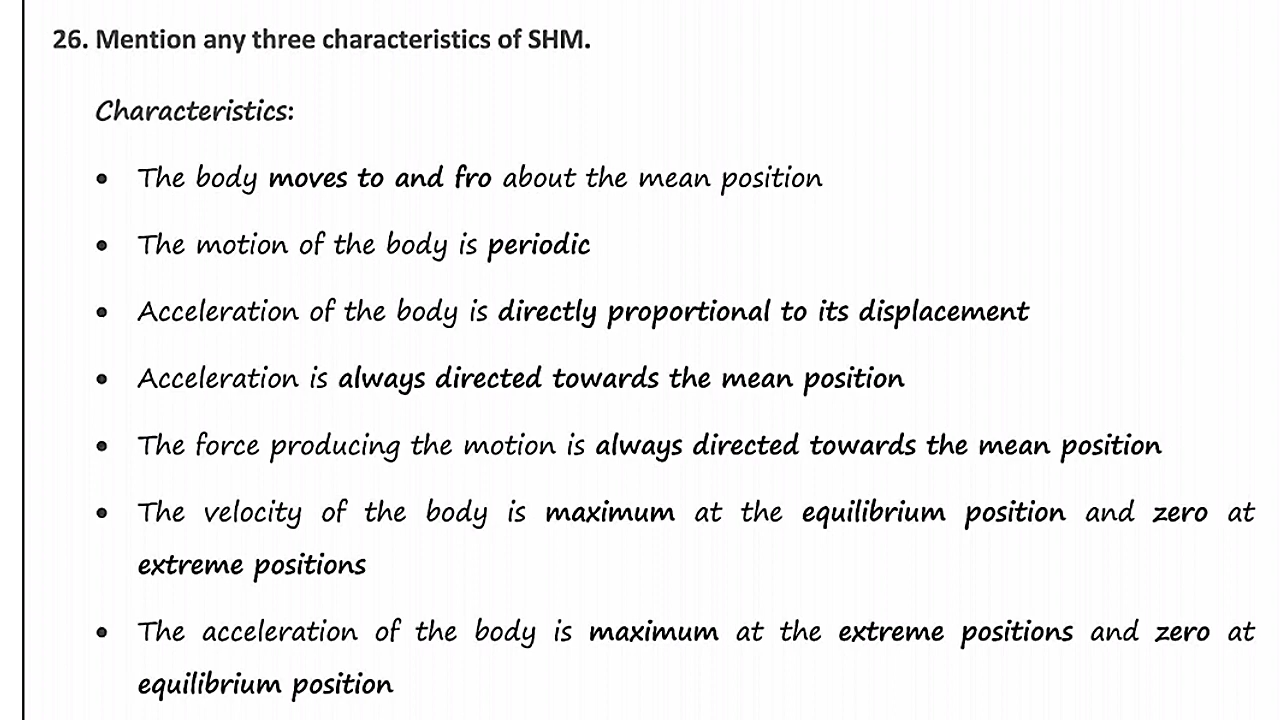 26. Mention any three characteristics of SHM.
Characteristics:
• The body moves to and fro about the mean position
• The motion of the body is periodic
• Acceleration of the body is directly proportional to its displacement
• Acceleration is always directed towards the mean position
• The force producing the motion is always directed towards the mean position
• The velocity of the body is maximum at the equilibrium position and zero at
extreme positions
• The acceleration of the body is maximum at the extreme positions and zero at
equilibrium position